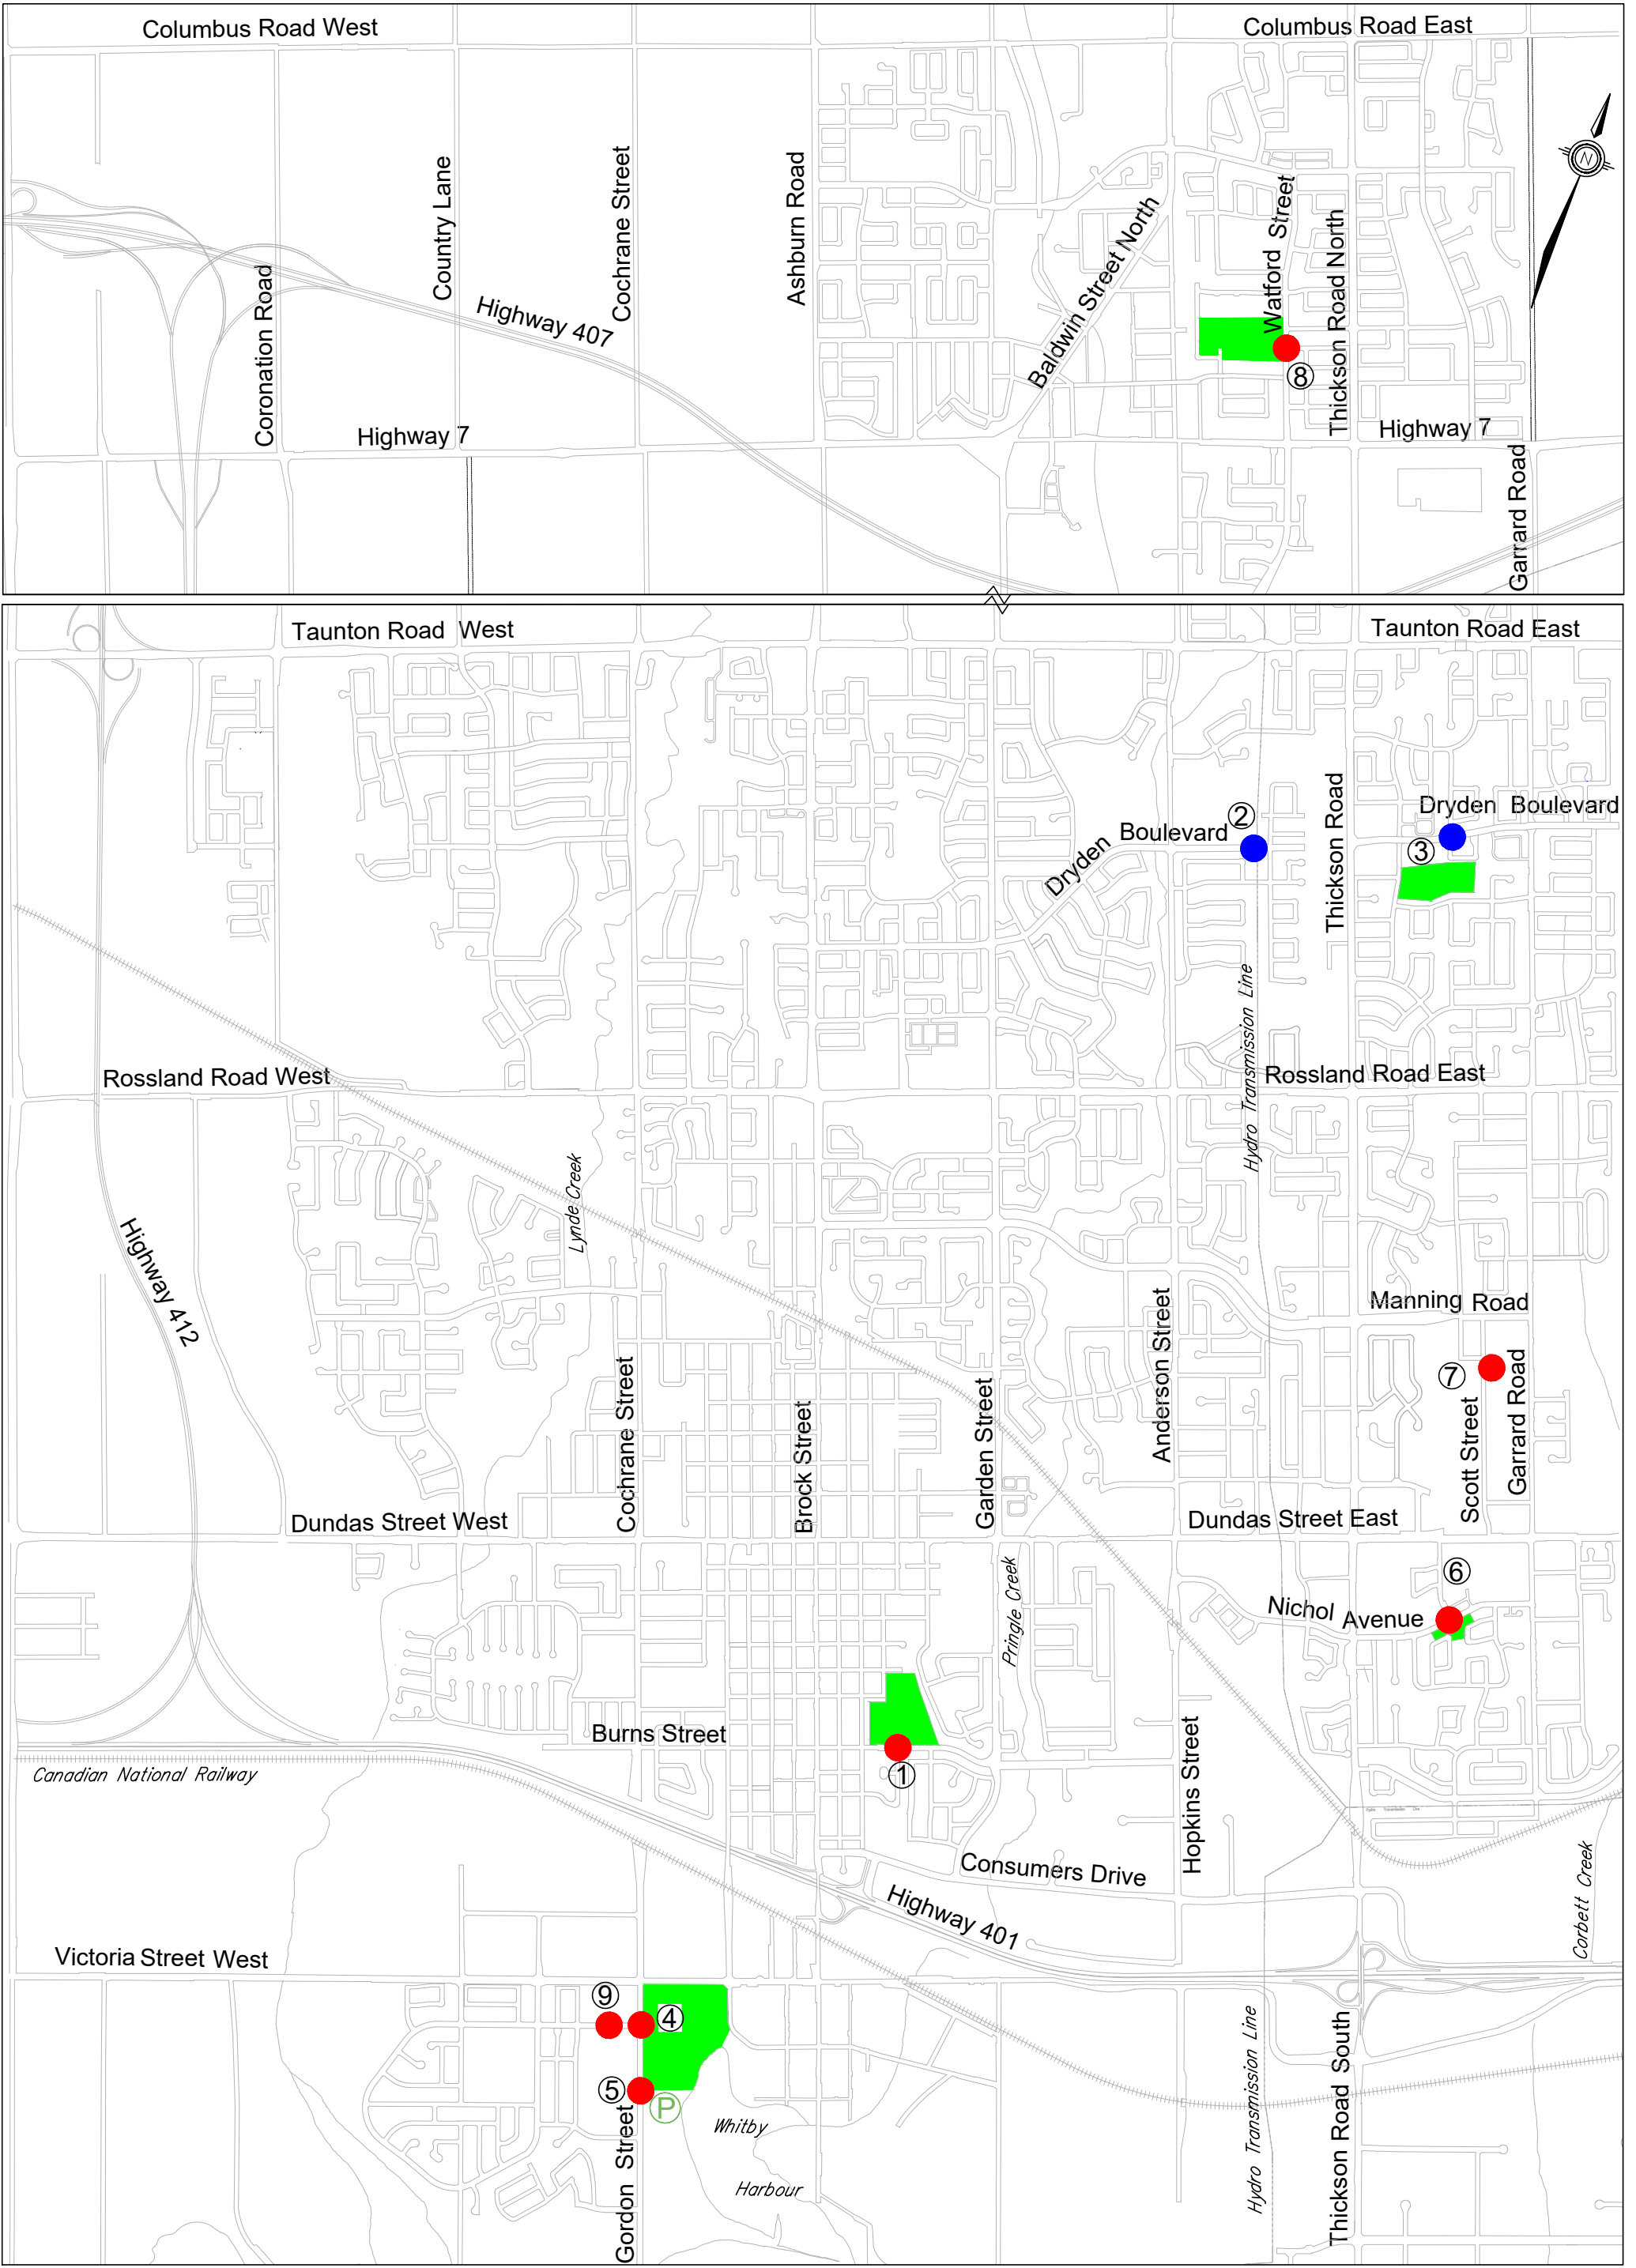 Columbus Road West
Columbus Road East
N
Country Lane
Cochrane Street
Ashburn Road
Baldwin Street North
Watford Street
Thickson Road North
Coronation Road
Highway 407
8
Highway 7
Highway 7
Garrard Road
Taunton Road West
Taunton Road East
Thickson Road
Dryden Boulevard
2
Dryden Boulevard
3
Hydro Transmission Line
Rossland Road West
Rossland Road East
Lynde Creek
Highway 412
Manning Road
Anderson Street
Cochrane Street
Brock Street
Garden Street
7
Scott Street
Garrard Road
Dundas Street West
Dundas Street East
Pringle Creek
6
Nichol Avenue
Burns Street
1
Hopkins Street
Canadian National Railway
Consumers Drive
Highway 401
Corbett Creek
Victoria Street West
9
4
5
P
Gordon Street
Whitby
Harbour
Hydro Transmission Line
Thickson Road South